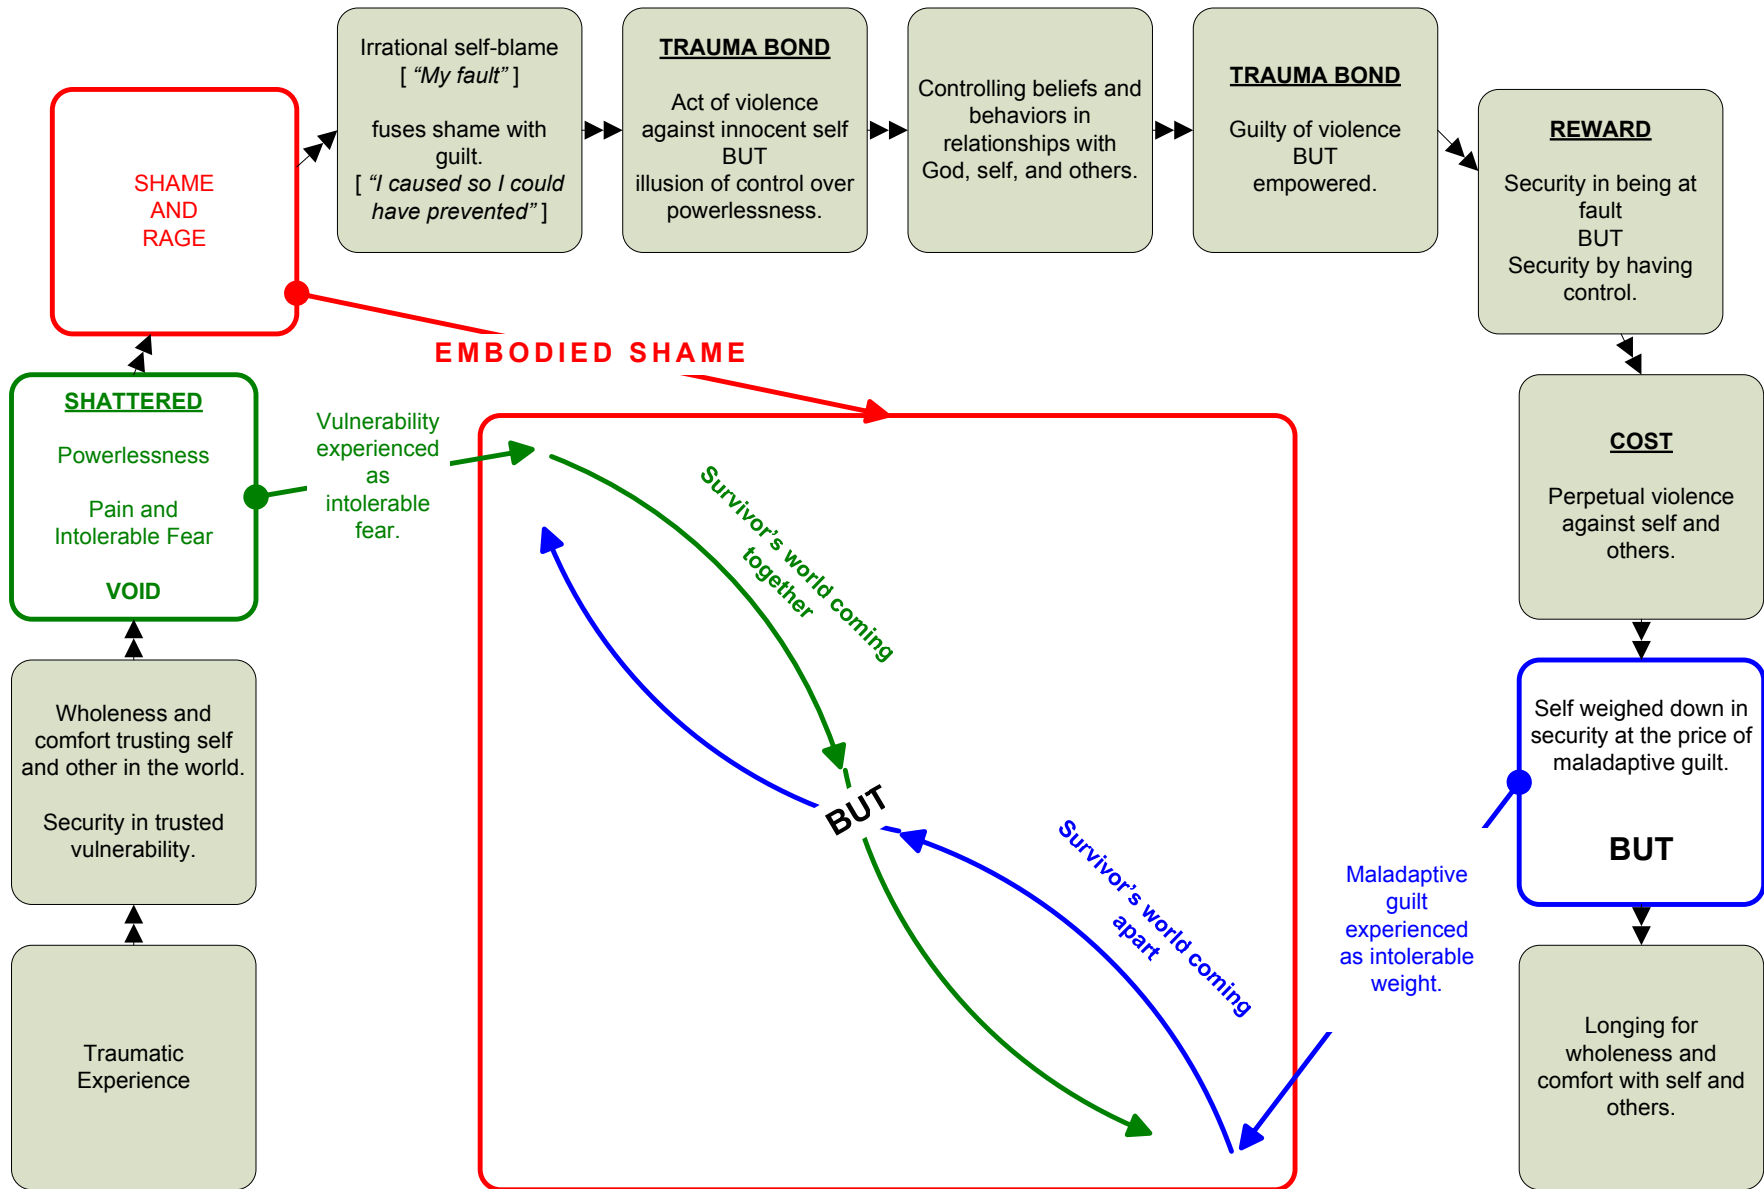 Irrational self-blame
[ “My fault” ]
fuses shame with
guilt.
[ “I caused so I could
have prevented” ]
TRAUMA BOND
Act of violence
against innocent self
BUT
illusion of control over
powerlessness.
Controlling beliefs and
behaviors in
relationships with
God, self, and others.
TRAUMA BOND
Guilty of violence
BUT
empowered.
REWARD
Security in being at
fault
BUT
Security by having
control.
SHAME
AND
RAGE
EMBODIED SHAME
SHATTERED
Powerlessness
Pain and
Intolerable Fear
VOID
Vulnerability
experienced
as
intolerable
fear.
Survivor’s world coming
together
COST
Perpetual violence
against self and
others.
Wholeness and
comfort trusting self
and other in the world.
Security in trusted
vulnerability.
BUT
Survivor’s world coming
apart
Maladaptive
guilt
experienced
as intolerable
weight.
Self weighed down in
security at the price of
maladaptive guilt.
BUT
Traumatic
Experience
Longing for
wholeness and
comfort with self and
others.